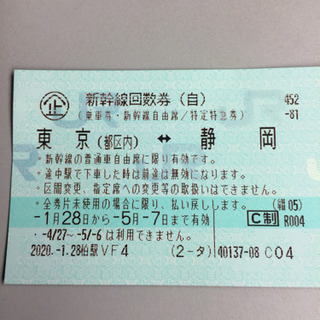 企 新幹線回数券(自) 452
(乗車券・新幹線自由席/特定特急券) -81
東京(都区内) ↔ 静岡
・新幹線の普通車自由席に限り有効です。
・途中駅で下車した時は前途は無効になります。
・区間変更、指定席への変更等の取扱はできません。
・全券片未使用の場合に限り、払い戻しします。
-1月28日から-5月-7日まで有効 C制 R004
-4/27~-5/-6は利用できません。
2020.-1.28柏駅VF4 (2-タ) 40137-08 C04